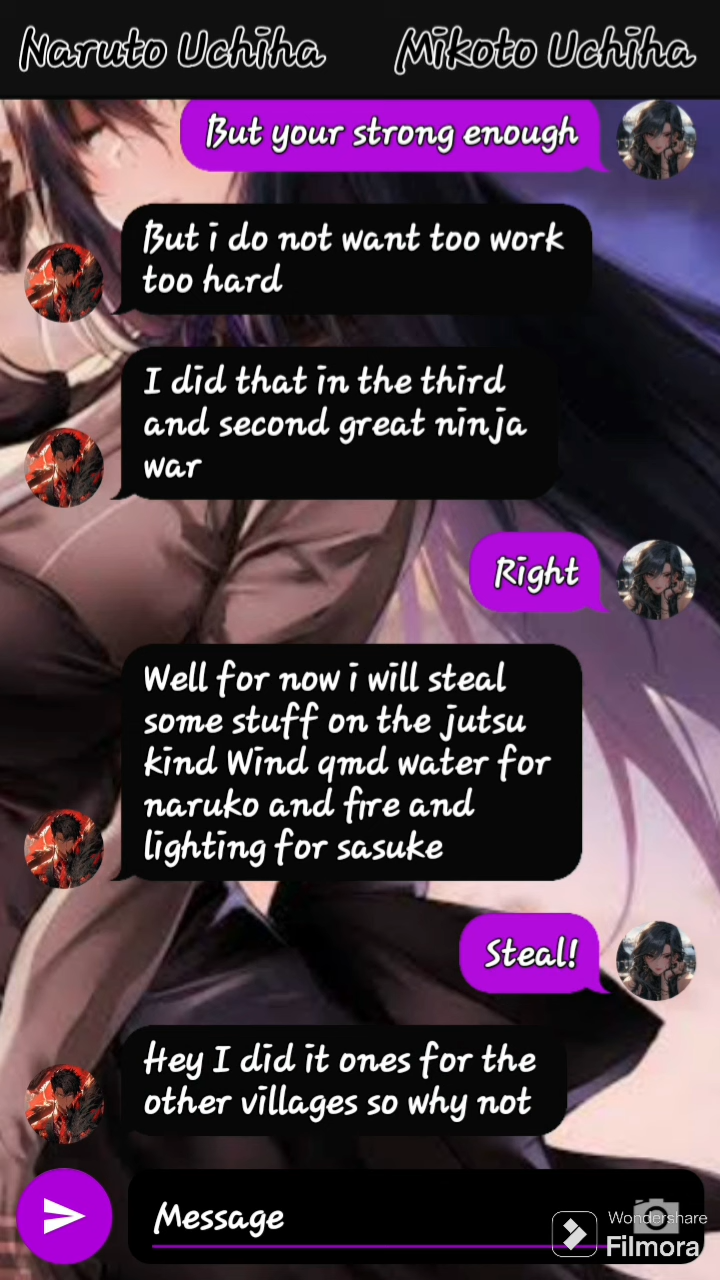 Naruto Uchiha Mikoto Uchiha
But your strong enough
But i do not want too work
too hard
I did that in the third
and second great ninja
war
Right
Well for now i will steal
some stuff on the jutsu
kind Wind qmd water for
naruko and fire and
lighting for sasuke
Steal!
Hey I did it ones for the
other villages so why not
Message
Wondershare
Filmora